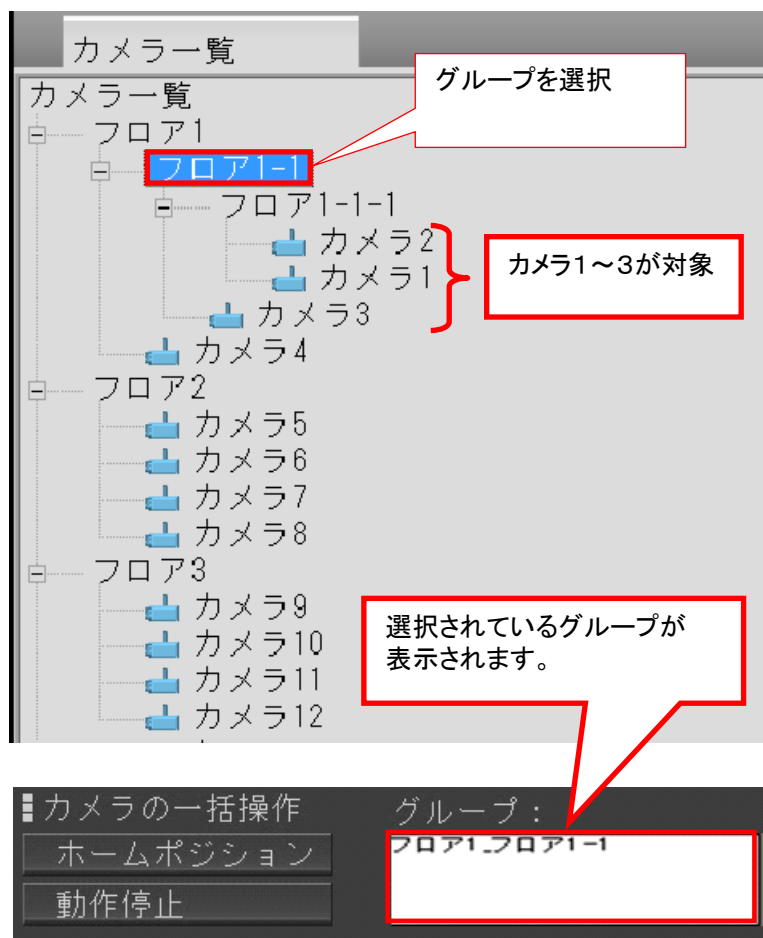 カメラ一覧
グループを選択
カメラ一覧
フロア1
フロア1-1
フロア1-1-1
カメラ2
カメラ1
カメラ1～3が対象
カメラ3
カメラ4
フロア2
カメラ5
カメラ6
カメラ7
カメラ8
フロア3
カメラ9
カメラ10
カメラ11
カメラ12
選択されているグループが
表示されます。
カメラの一括操作
グループ：
ホームポジション
フロア1_フロア1-1
動作停止